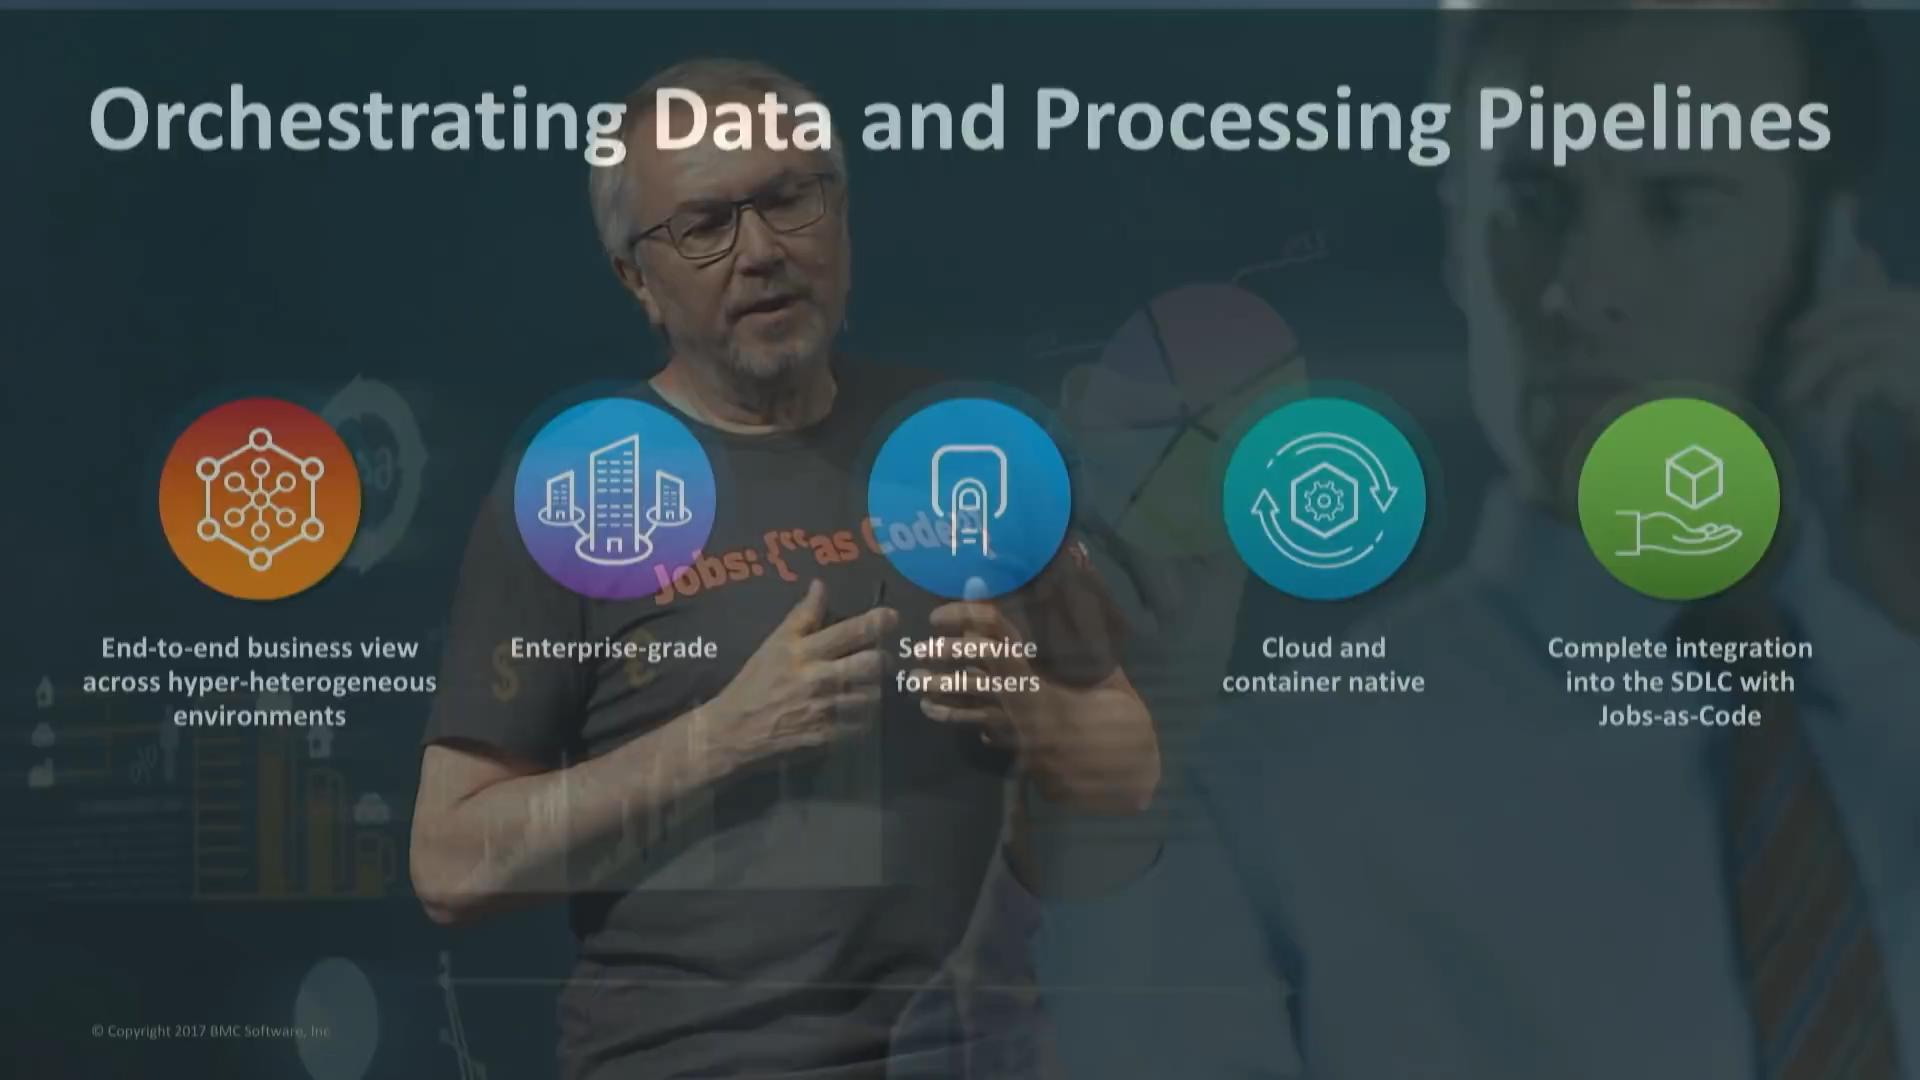 Orchestrating Data and Processing Pipelines
Jobs: {"as Code"
End-to-end business view
across hyper-heterogeneous
environments
Enterprise-grade
Self service
for all users
Cloud and
container native
Complete integration
into the SDLC with
Jobs-as-Code
© Copyright 2017 BMC Software, Inc